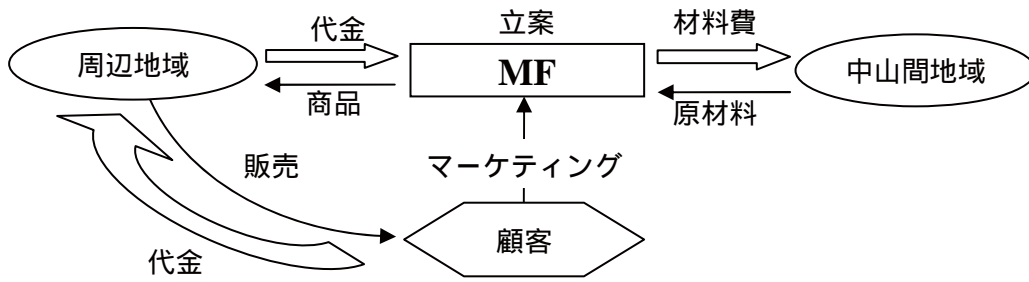 代金
立案
材料費
周辺地域
MF
中山間地域
商品
原材料
販売
マーケティング
代金
顧客